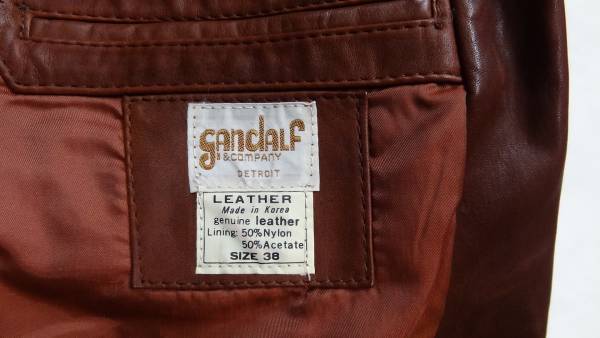 gandalf
& COMPANY
DETROIT
LEATHER
Made in Korea
genuine leather
Lining: 50% Nylon
50% Acetate
SIZE 38